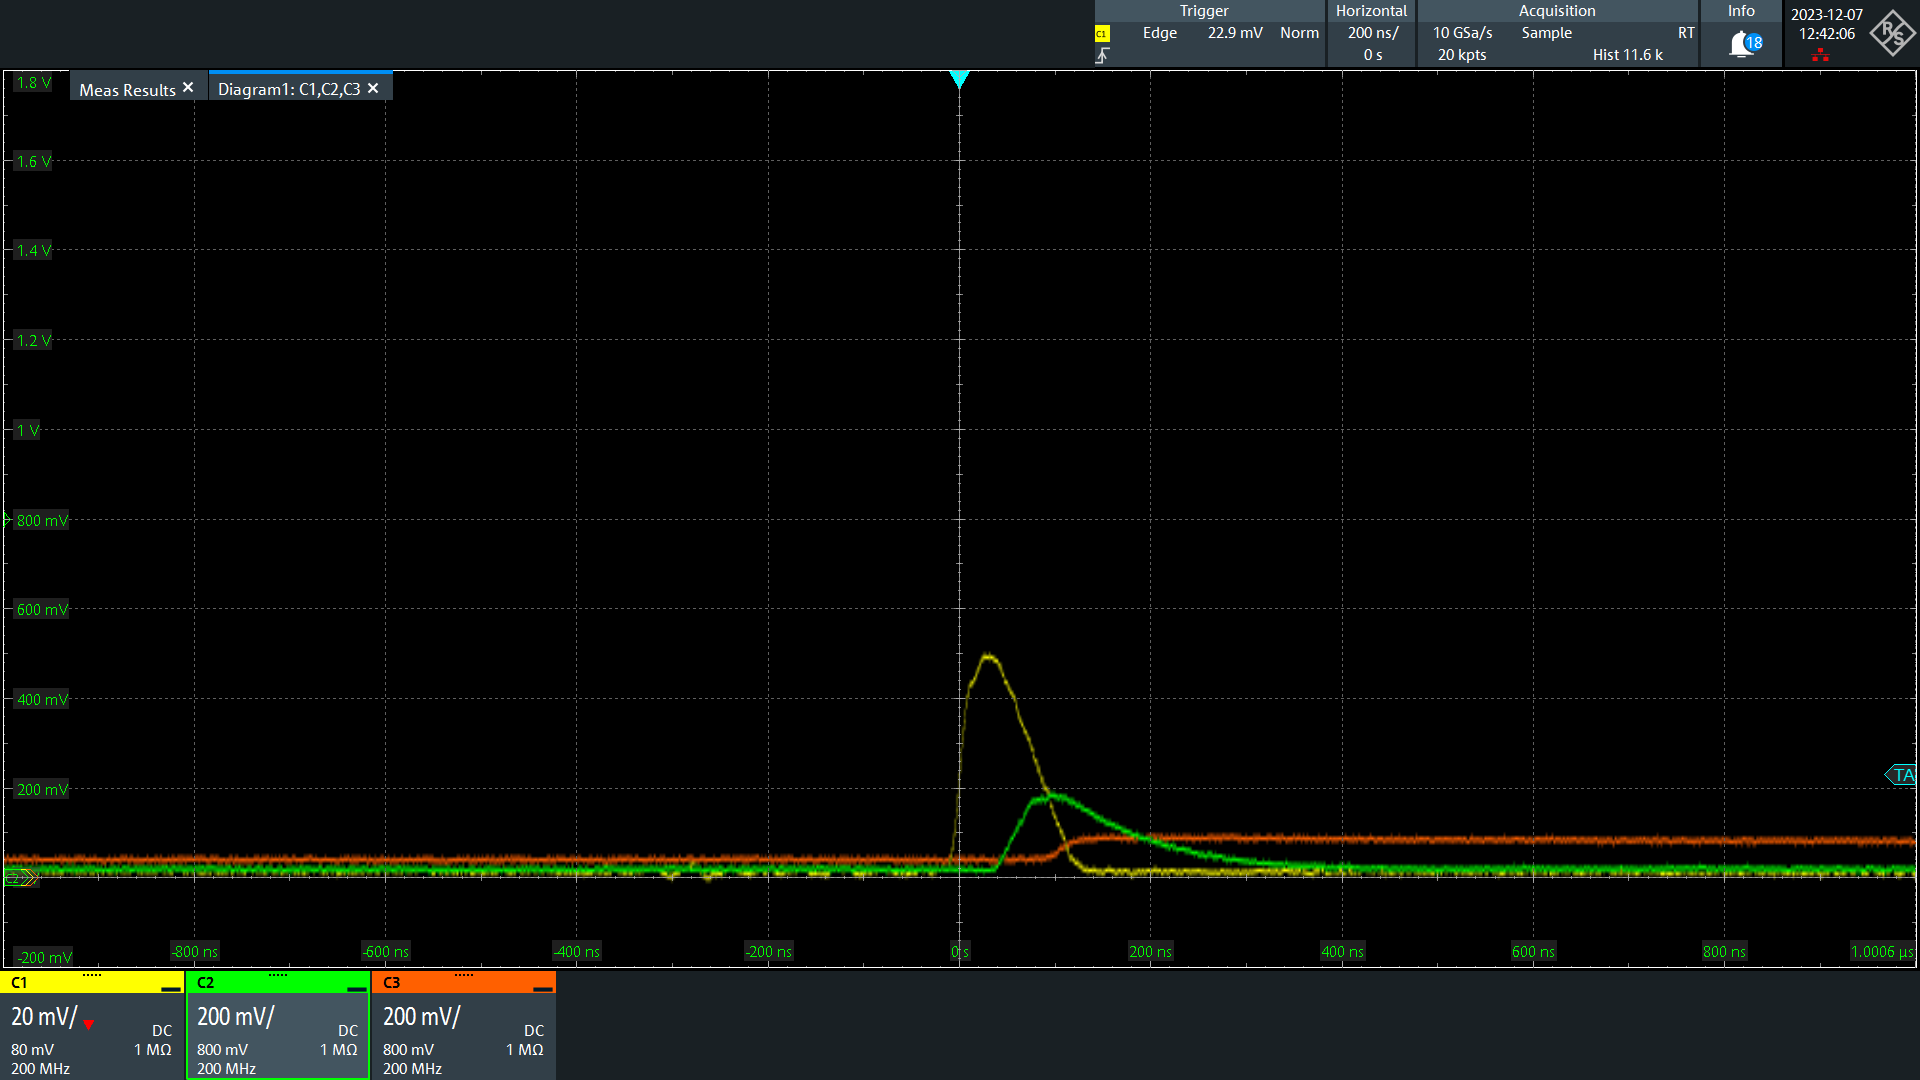 Trigger
C1 Edge 22.9 mV Norm
Horizontal
200 ns/
0 s
Acquisition
10 GSa/s Sample RT
20 kpts Hist 11.6 k
Info
18
2023-12-07
12:42:06
R S
Meas Results ✕ Diagram1: C1,C2,C3 ✕
1.8 V
1.6 V
1.4 V
1.2 V
1 V
800 mV
600 mV
400 mV
200 mV
TA
C2
-200 mV
-800 ns -600 ns -400 ns -200 ns 0 s 200 ns 400 ns 600 ns 800 ns 1.0006 µs
C1
20 mV/
DC
80 mV 1 MΩ
200 MHz
C2
200 mV/
DC
800 mV 1 MΩ
200 MHz
C3
200 mV/
DC
800 mV 1 MΩ
200 MHz